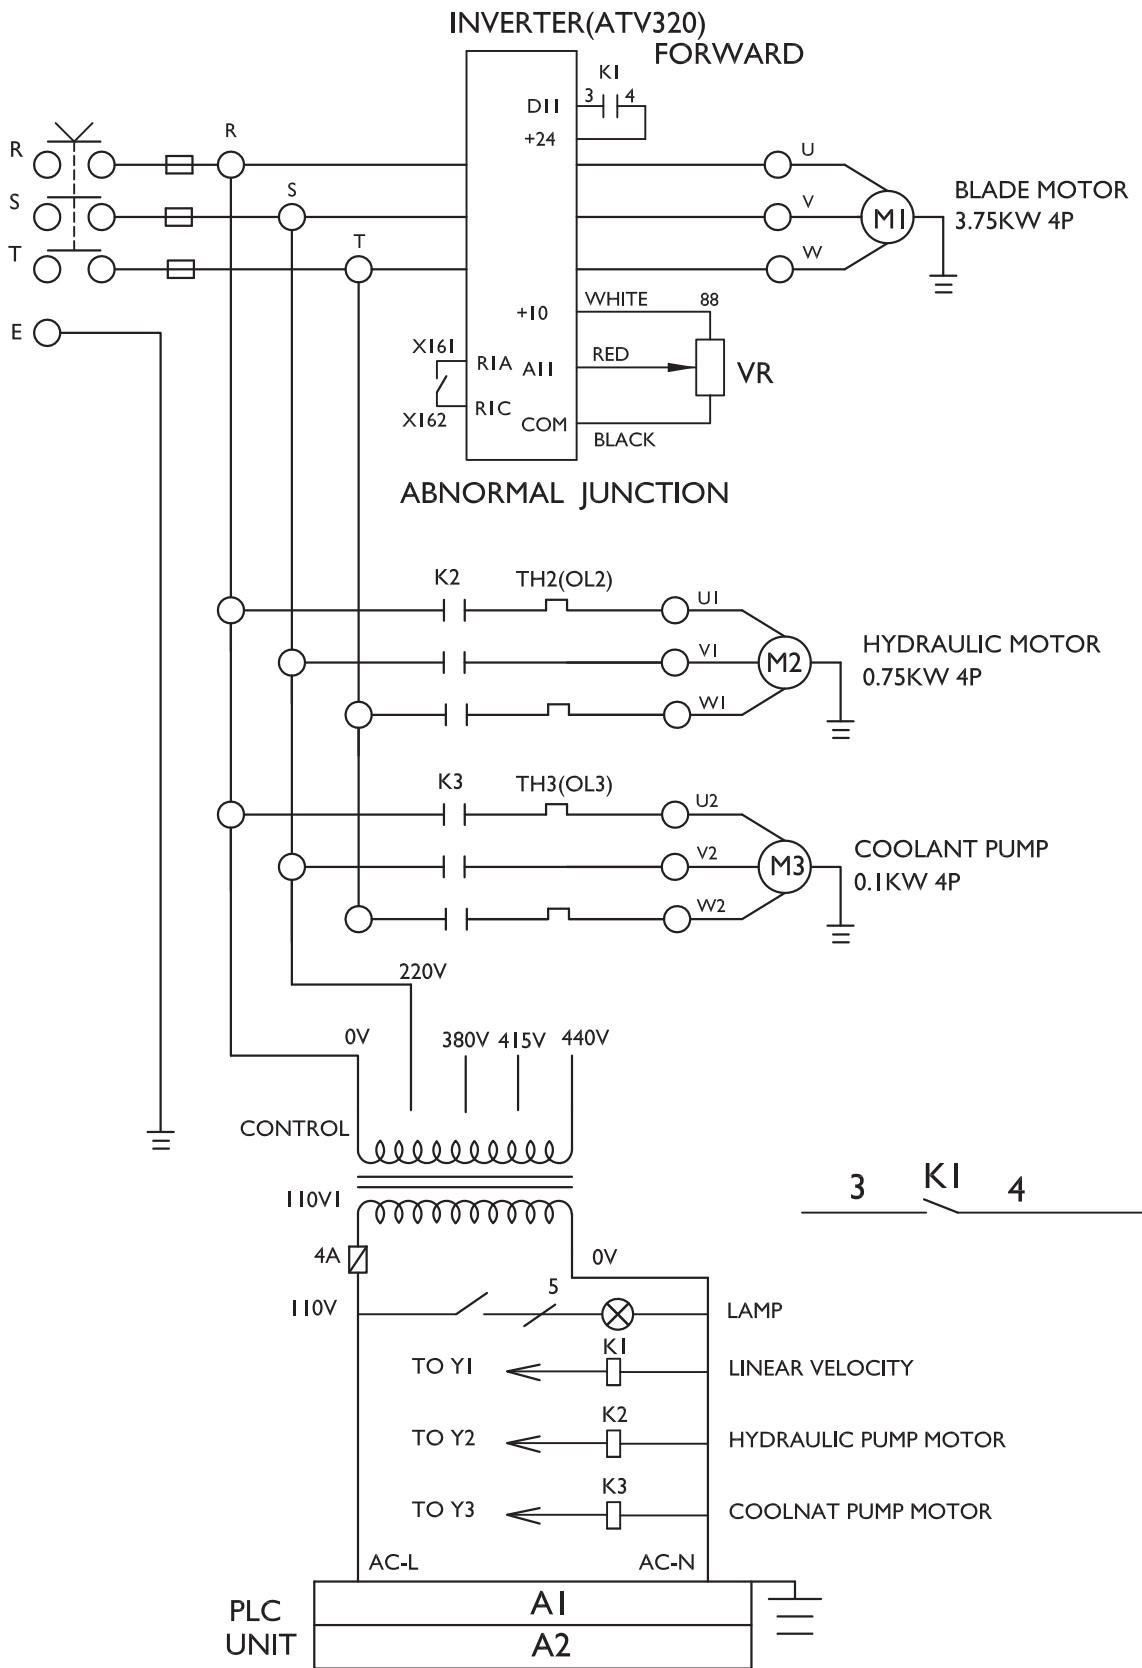 INVERTER(ATV320)
FORWARD
K1
3 4
DI1
+24
R
R
S
S
T
T
E
U
V
W
M1
BLADE MOTOR
3.75KW 4P
WHITE 88
+10
X161
R1A
AI1
RED
VR
X162
R1C
COM
BLACK
ABNORMAL JUNCTION
K2 TH2(OL2)
U1
V1
W1
M2
HYDRAULIC MOTOR
0.75KW 4P
K3 TH3(OL3)
U2
V2
W2
M3
COOLANT PUMP
0.1KW 4P
220V
0V 380V 415V 440V
CONTROL
110V1
3 K1 4
4A
0V
110V
5
LAMP
K1
TO Y1 LINEAR VELOCITY
K2
TO Y2 HYDRAULIC PUMP MOTOR
K3
TO Y3 COOLNAT PUMP MOTOR
AC-L AC-N
PLC
UNIT
A1
A2